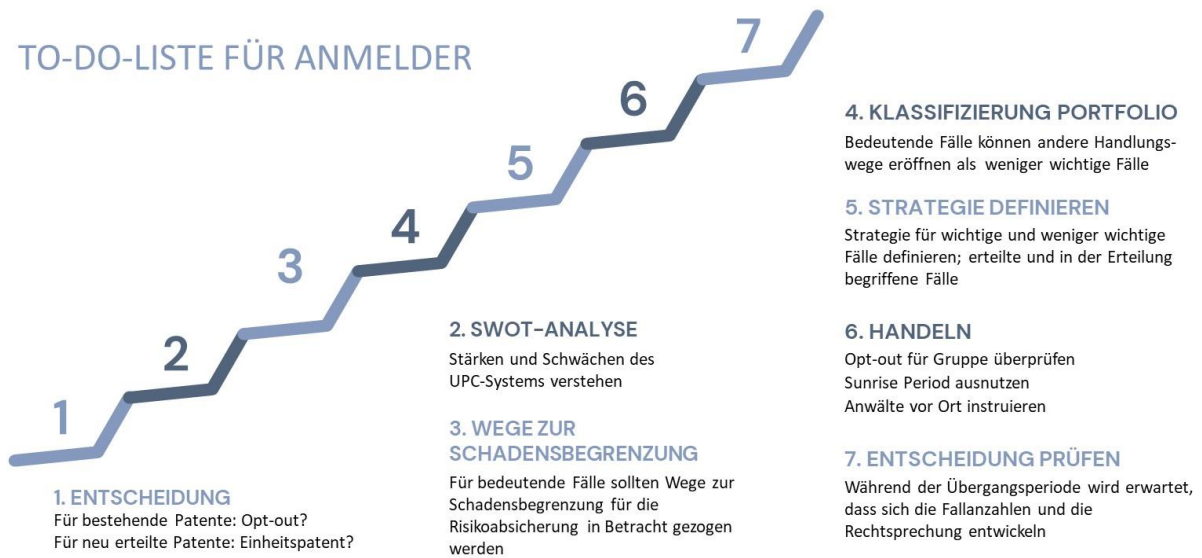 TO-DO-LISTE FÜR ANMELDER
1
2
3
4
5
6
7
1. ENTSCHEIDUNG
Für bestehende Patente: Opt-out?
Für neu erteilte Patente: Einheitspatent?
2. SWOT-ANALYSE
Stärken und Schwächen des
UPC-Systems verstehen
3. WEGE ZUR
SCHADENSBEGRENZUNG
Für bedeutende Fälle sollten Wege zur
Schadensbegrenzung für die
Risikoabsicherung in Betracht gezogen
werden
4. KLASSIFIZIERUNG PORTFOLIO
Bedeutende Fälle können andere Handlungs-
wege eröffnen als weniger wichtige Fälle
5. STRATEGIE DEFINIEREN
Strategie für wichtige und weniger wichtige
Fälle definieren; erteilte und in der Erteilung
begriffene Fälle
6. HANDELN
Opt-out für Gruppe überprüfen
Sunrise Period ausnutzen
Anwälte vor Ort instruieren
7. ENTSCHEIDUNG PRÜFEN
Während der Übergangsperiode wird erwartet,
dass sich die Fallanzahlen und die
Rechtsprechung entwickeln